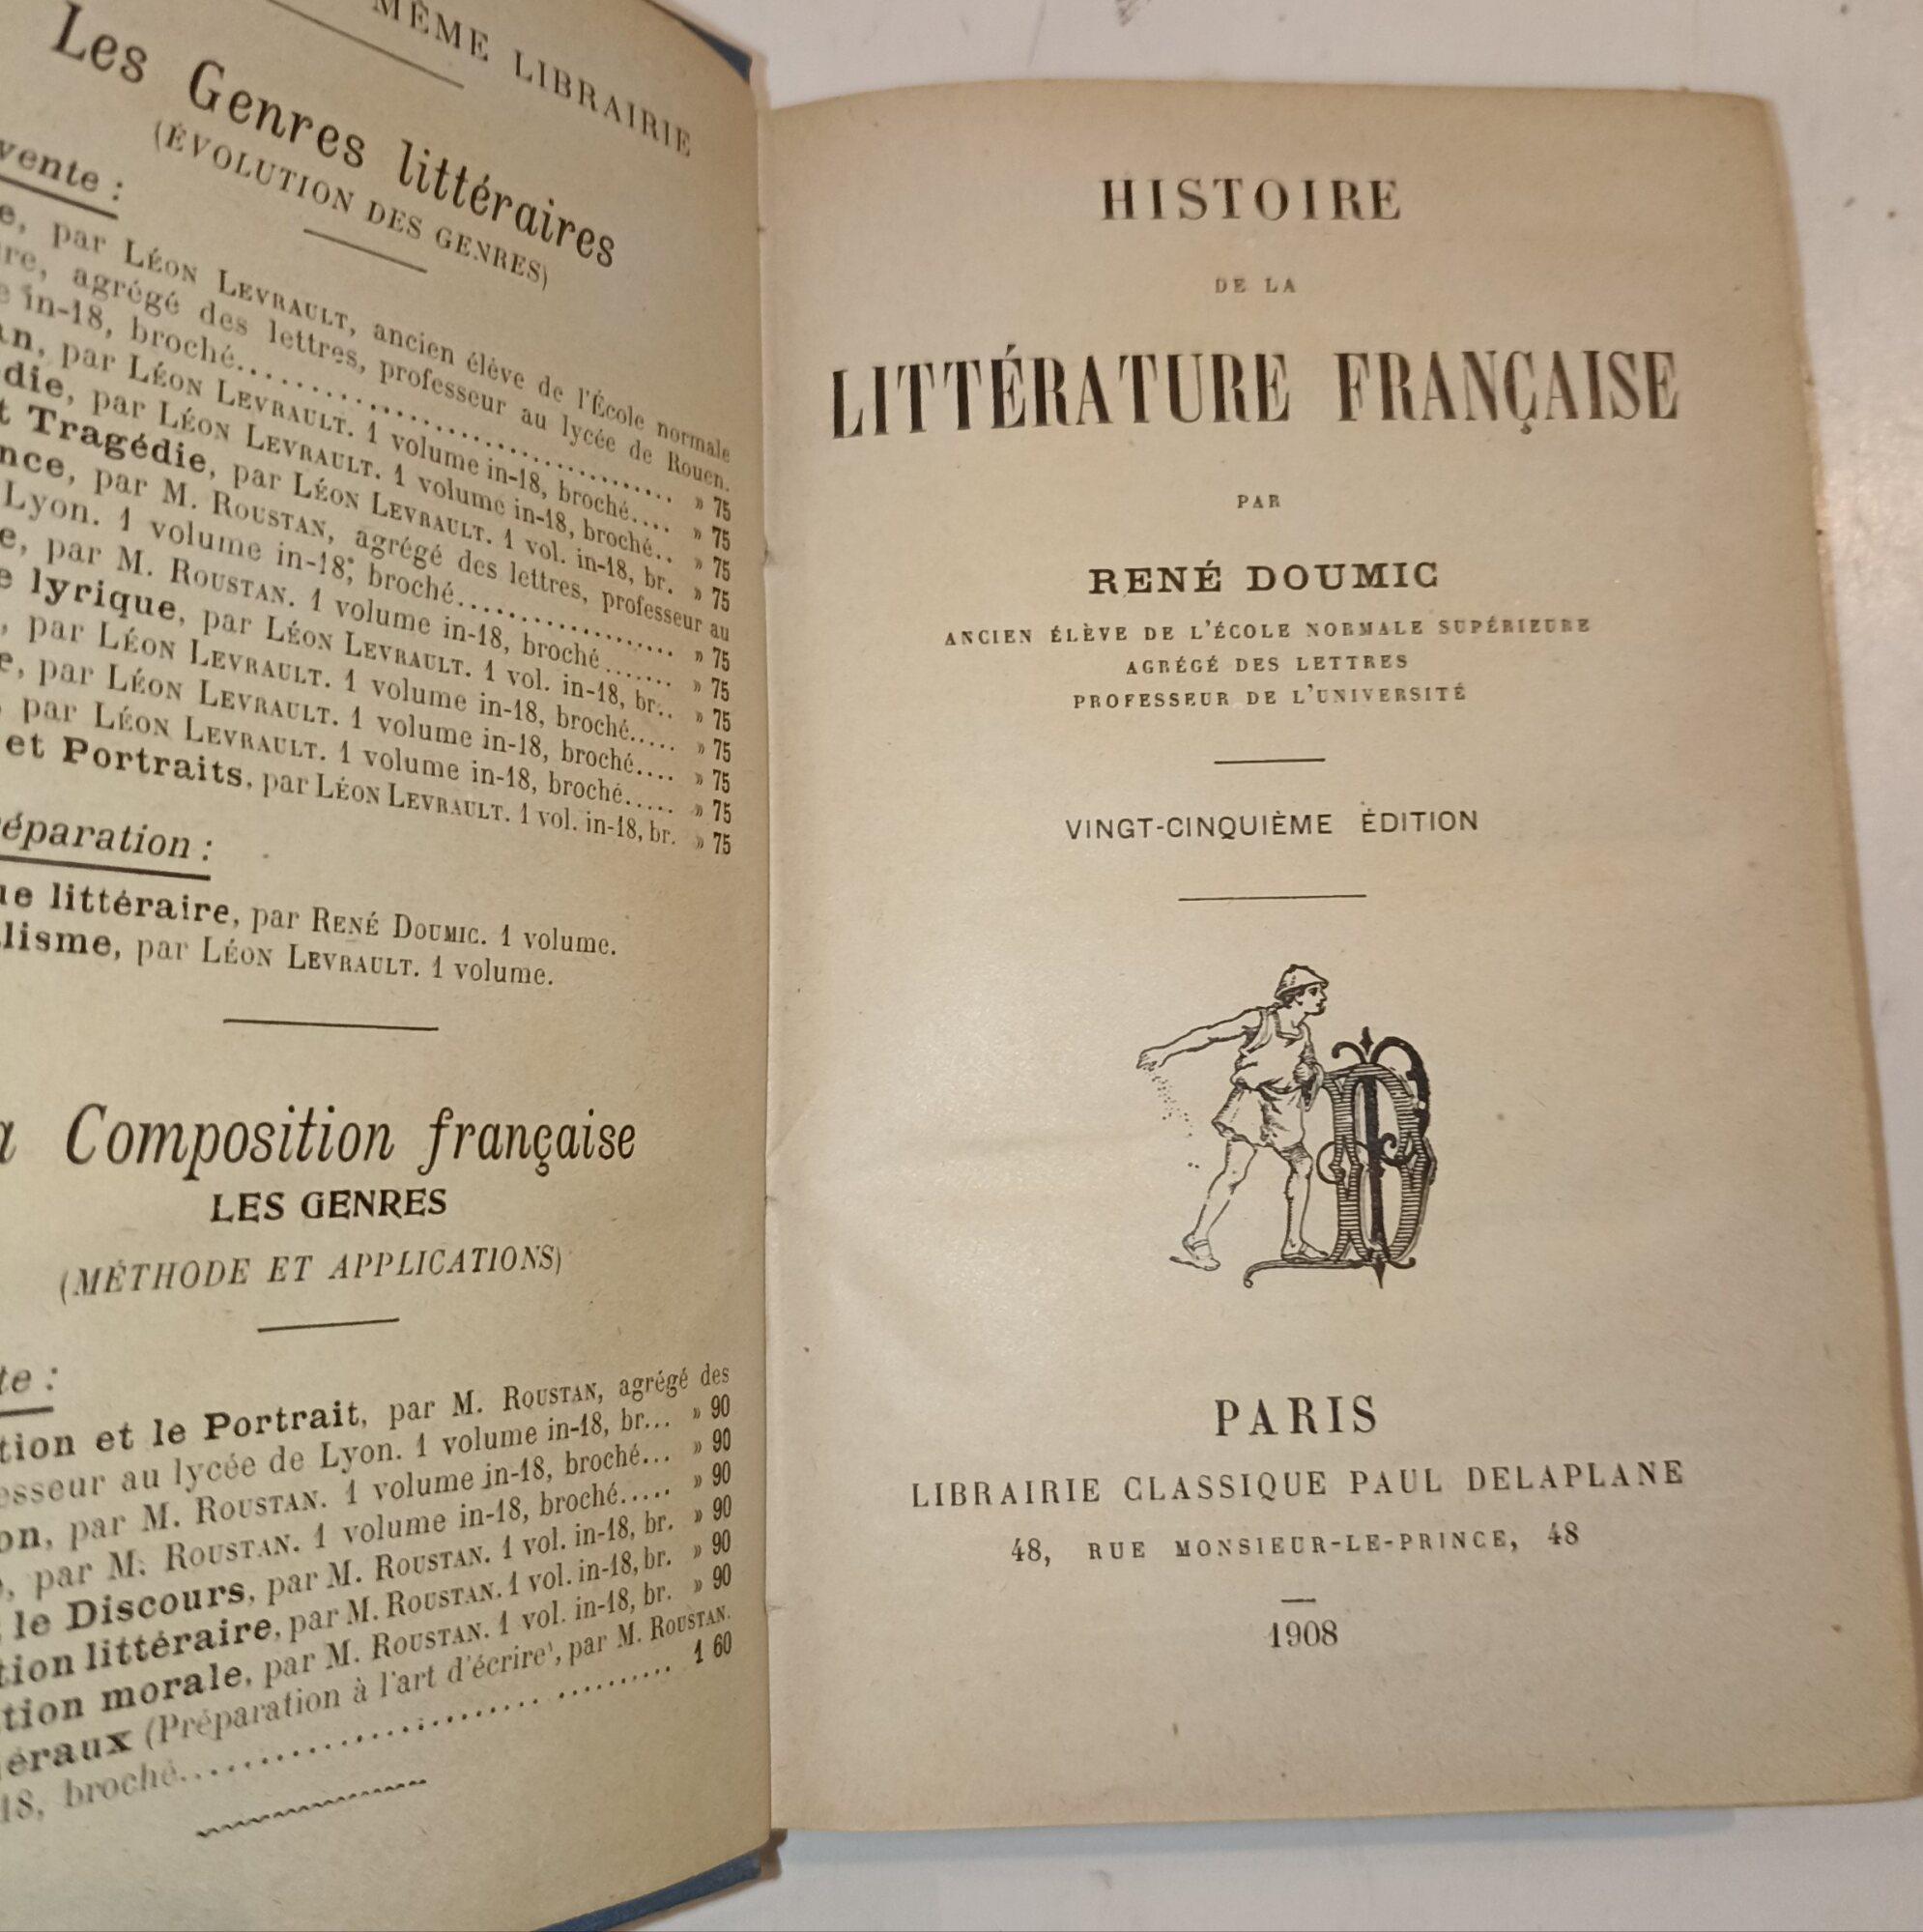 MÊME LIBRAIRIE
Les Genres littéraires
(ÉVOLUTION DES GENRES)
vente :
par LÉON LEVRAULT, ancien élève de l'École normale
agrégé des lettres, professeur au lycée de Rouen.
in-18, broché.................................... » 75
par LÉON LEVRAULT. 1 volume in-18, broché.... » 75
par LÉON LEVRAULT. 1 volume in-18, broché.. » 75
Tragédie, par LÉON LEVRAULT. 1 vol. in-18, br. » 75
par M. ROUSTAN, agrégé des lettres, professeur au
Lyon. 1 volume in-18, broché.................... » 75
par M. ROUSTAN. 1 volume in-18, broché....... » 75
lyrique, par LÉON LEVRAULT. 1 vol. in-18, br.. » 75
par LÉON LEVRAULT. 1 volume in-18, broché..... » 75
par LÉON LEVRAULT. 1 volume in-18, broché.... » 75
par LÉON LEVRAULT. 1 volume in-18, broché..... » 75
et Portraits, par LÉON LEVRAULT. 1 vol. in-18, br. » 75
éparation :
ue littéraire, par RENÉ DOUMIC. 1 volume.
lisme, par LÉON LEVRAULT. 1 volume.
Composition française
LES GENRES
(MÉTHODE ET APPLICATIONS)
te :
tion et le Portrait, par M. ROUSTAN, agrégé des
esseur au lycée de Lyon. 1 volume in-18, br... » 90
on, par M. ROUSTAN. 1 volume in-18, broché... » 90
par M. ROUSTAN. 1 volume in-18, broché..... » 90
le Discours, par M. ROUSTAN. 1 vol. in-18, br. » 90
tion littéraire, par M. ROUSTAN. 1 vol. in-18, br. » 90
tion morale, par M. ROUSTAN. 1 vol. in-18, br. » 90
éraux (Préparation à l'art d'écrire), par M. ROUSTAN.
18, broché.................................... 1 60
HISTOIRE
DE LA
LITTÉRATURE FRANÇAISE
PAR
RENÉ DOUMIC
ANCIEN ÉLÈVE DE L'ÉCOLE NORMALE SUPÉRIEURE
AGRÉGÉ DES LETTRES
PROFESSEUR DE L'UNIVERSITÉ
VINGT-CINQUIÈME ÉDITION
PARIS
LIBRAIRIE CLASSIQUE PAUL DELAPLANE
48, RUE MONSIEUR-LE-PRINCE, 48
1908